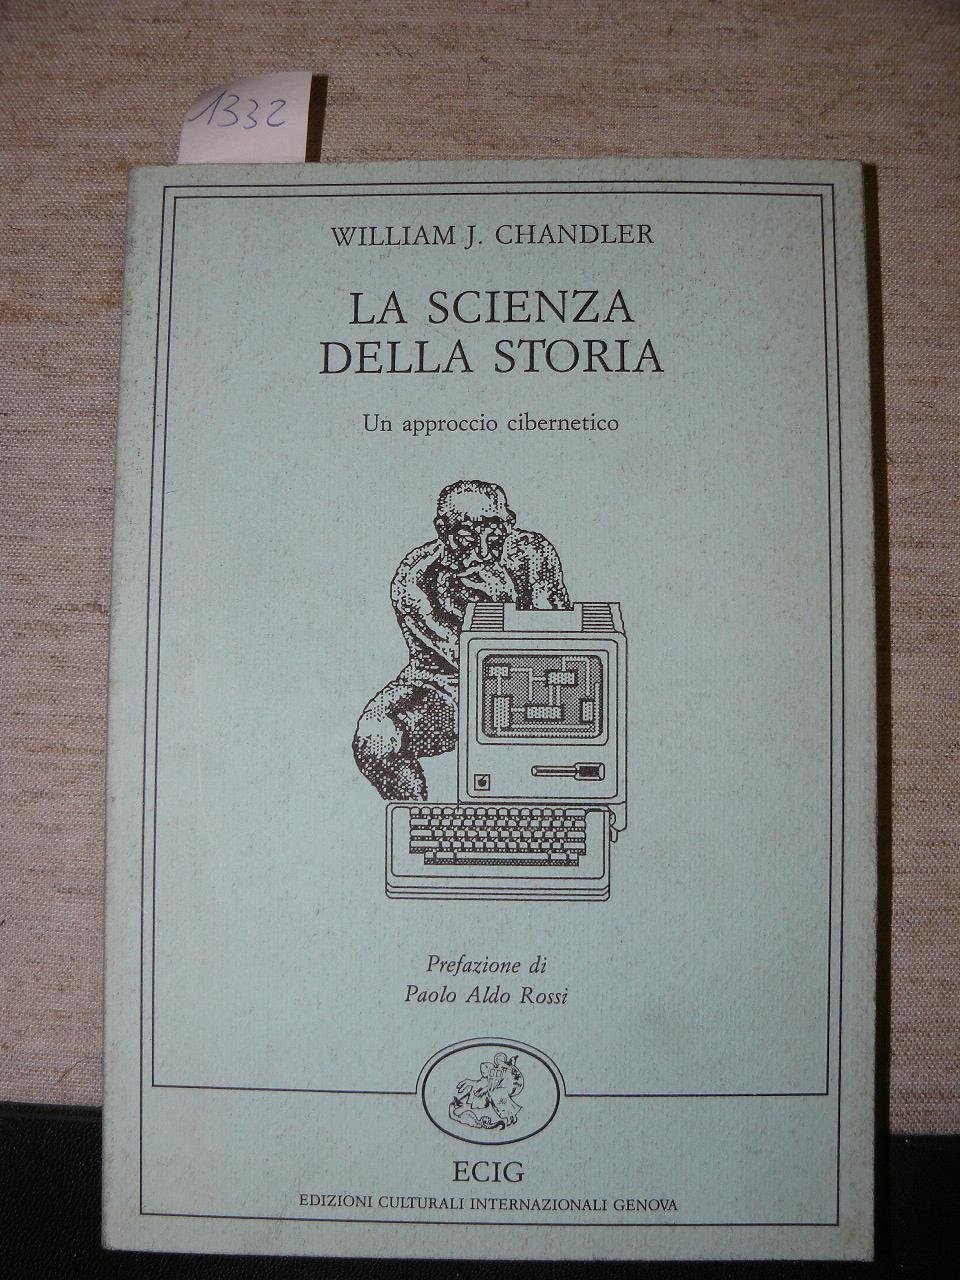 1332
WILLIAM J. CHANDLER
LA SCIENZA
DELLA STORIA
Un approccio cibernetico
Prefazione di
Paolo Aldo Rossi
ECIG
EDIZIONI CULTURALI INTERNAZIONALI GENOVA